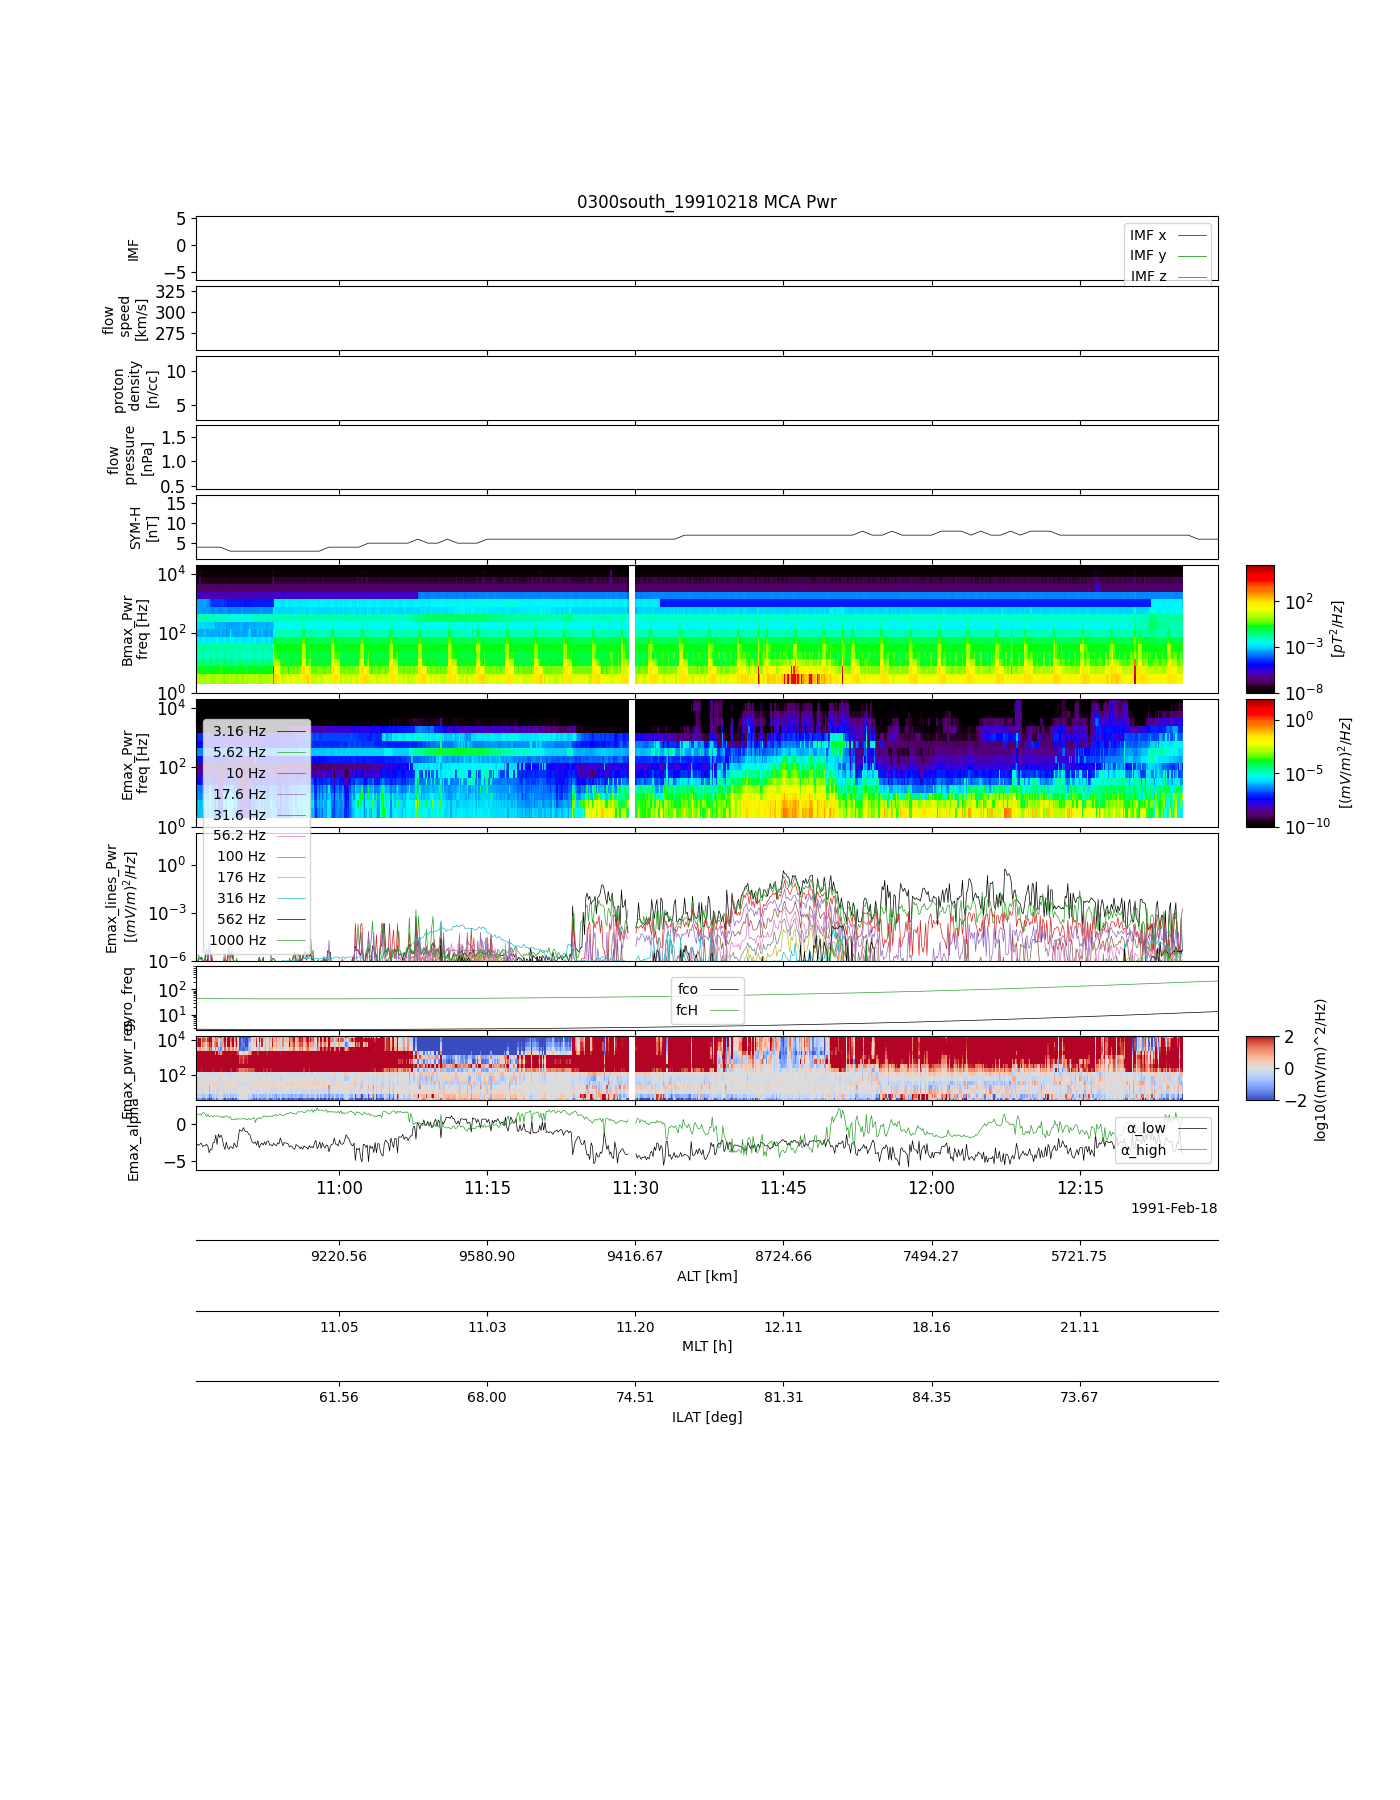 0300south_19910218 MCA Pwr
5
0
−5
IMF
IMF x
IMF y
IMF z
325
300
275
flow
speed
[km/s]
10
5
proton
density
[n/cc]
1.5
1.0
0.5
flow
pressure
[nPa]
15
10
5
SYM-H
[nT]
10^4
10^2
10^0
Bmax_Pwr
freq [Hz]
10^2
10^−3
10^−8
[pT^2/Hz]
10^4
10^2
10^0
Emax_Pwr
freq [Hz]
10^0
10^−5
10^−10
[(mV/m)^2/Hz]
3.16 Hz
5.62 Hz
10 Hz
17.6 Hz
31.6 Hz
56.2 Hz
100 Hz
176 Hz
316 Hz
562 Hz
1000 Hz
10^0
10^−3
10^−6
Emax_lines_Pwr
[(mV/m)^2/Hz]
10^2
10^1
gyro_freq
fco
fcH
10^4
10^2
Emax_pwr_reg
2
0
−2
log10((mV/m)^2/Hz)
0
−5
Emax_alpha
α_low
α_high
11:00 11:15 11:30 11:45 12:00 12:15
1991-Feb-18
9220.56 9580.90 9416.67 8724.66 7494.27 5721.75
ALT [km]
11.05 11.03 11.20 12.11 18.16 21.11
MLT [h]
61.56 68.00 74.51 81.31 84.35 73.67
ILAT [deg]